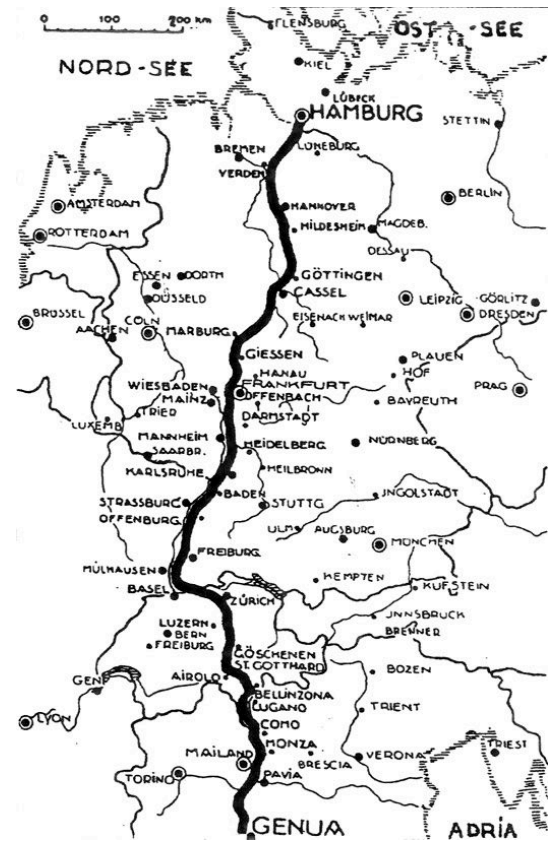 0 100 200 km
FLENSBURG
OST-SEE
NORD-SEE
KIEL
LÜBECK
HAMBURG
STETTIN
BREMEN
LÜNEBURG
VERDEN
BERLIN
AMSTERDAM
HANNOVER
HILDESHEIM
MAGDEB.
ROTTERDAM
DESSAU
ESSEN
DORTM
GÖTTINGEN
DÜSSELD
CASSEL
LEIPZIG
GÖRLITZ
BRÜSSEL
CÖLN
EISENACH
WEIMAR
DRESDEN
AACHEN
MARBURG
GIESSEN
PLAUEN
HANAU
HOF
WIESBADEN
FRANKFURT
PRAG
MAINZ
OFFENBACH
BAYREUTH
TRIER
LUXEMB
DARMSTADT
MANNHEIM
NÜRNBERG
SAARBR.
HEIDELBERG
KARLSRUHE
HEILBRONN
BADEN
JNGOLSTADT
STRASSBURG
STUTTG
OFFENBURG
ULM
AUGSBURG
MÜNCHEN
FREIBURG
MÜLHAUSEN
KEMPTEN
KUFSTEIN
BASEL
ZÜRICH
LUZERN
JNNSBRUCK
BERN
BRENNER
FREIBURG
GÖSCHENEN
ST. GOTTHARD
GENF
AIROLO
BOZEN
BELLINZONA
LUGANO
TRIENT
LYON
COMO
MAILAND
MONZA
VERONA
TRIEST
BRESCIA
TORINO
PAVIA
GENUA
ADRIA